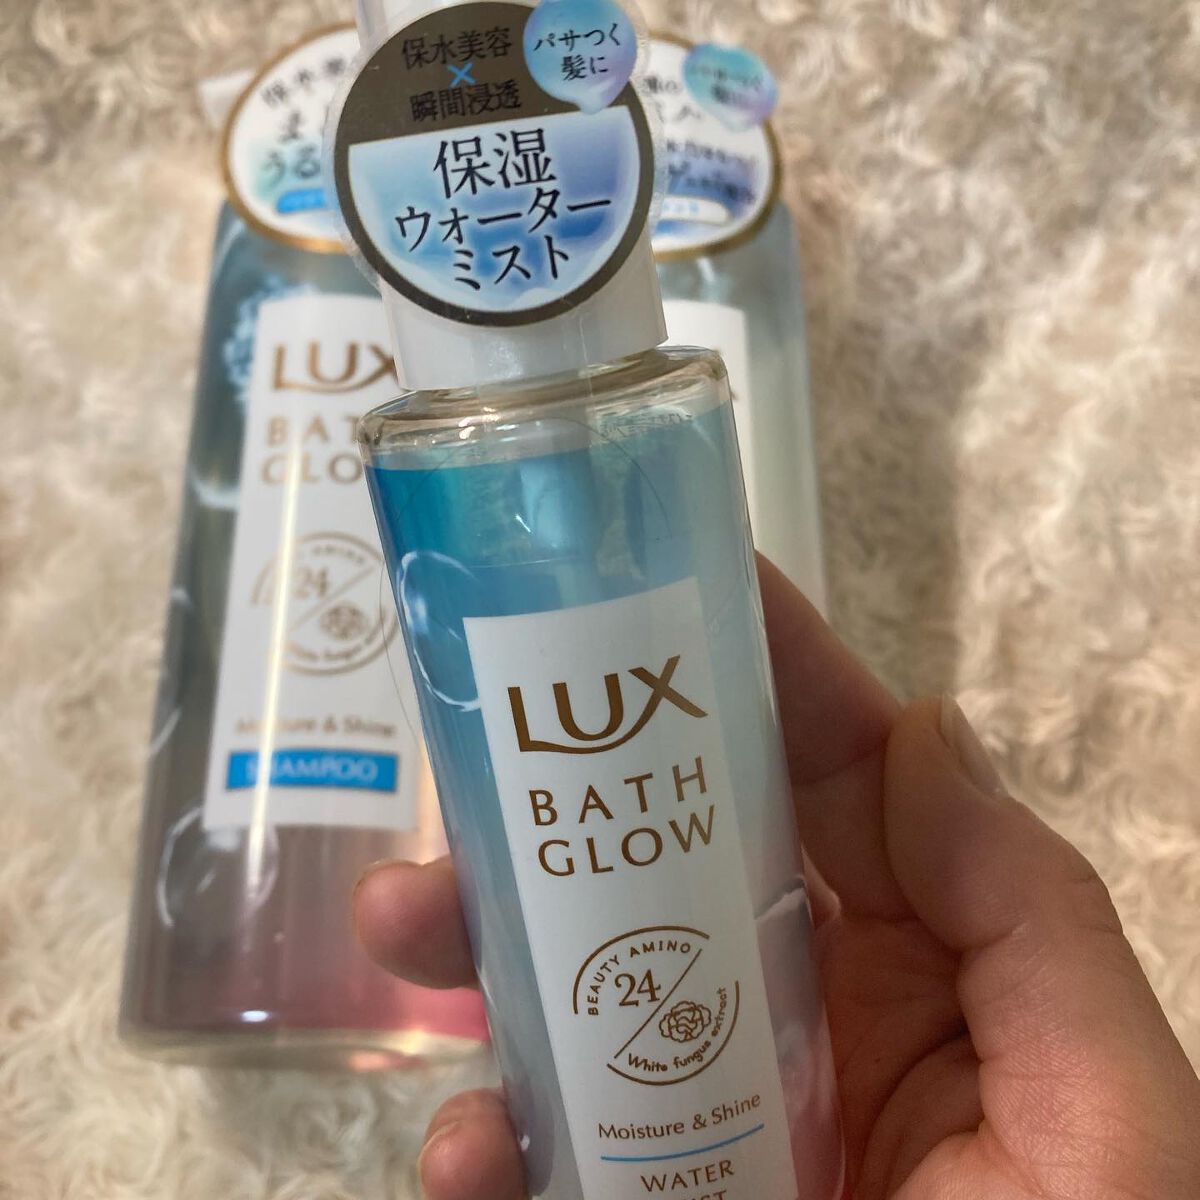 保水美容
×
瞬間浸透
パサつく
髪に
保湿
ウォーター
ミスト
LUX
BATH
GLOW
BEAUTY AMINO
24
White fungus extract
Moisture & Shine
WATER
LUX
24
Moisture & Shine
SHAMPOO